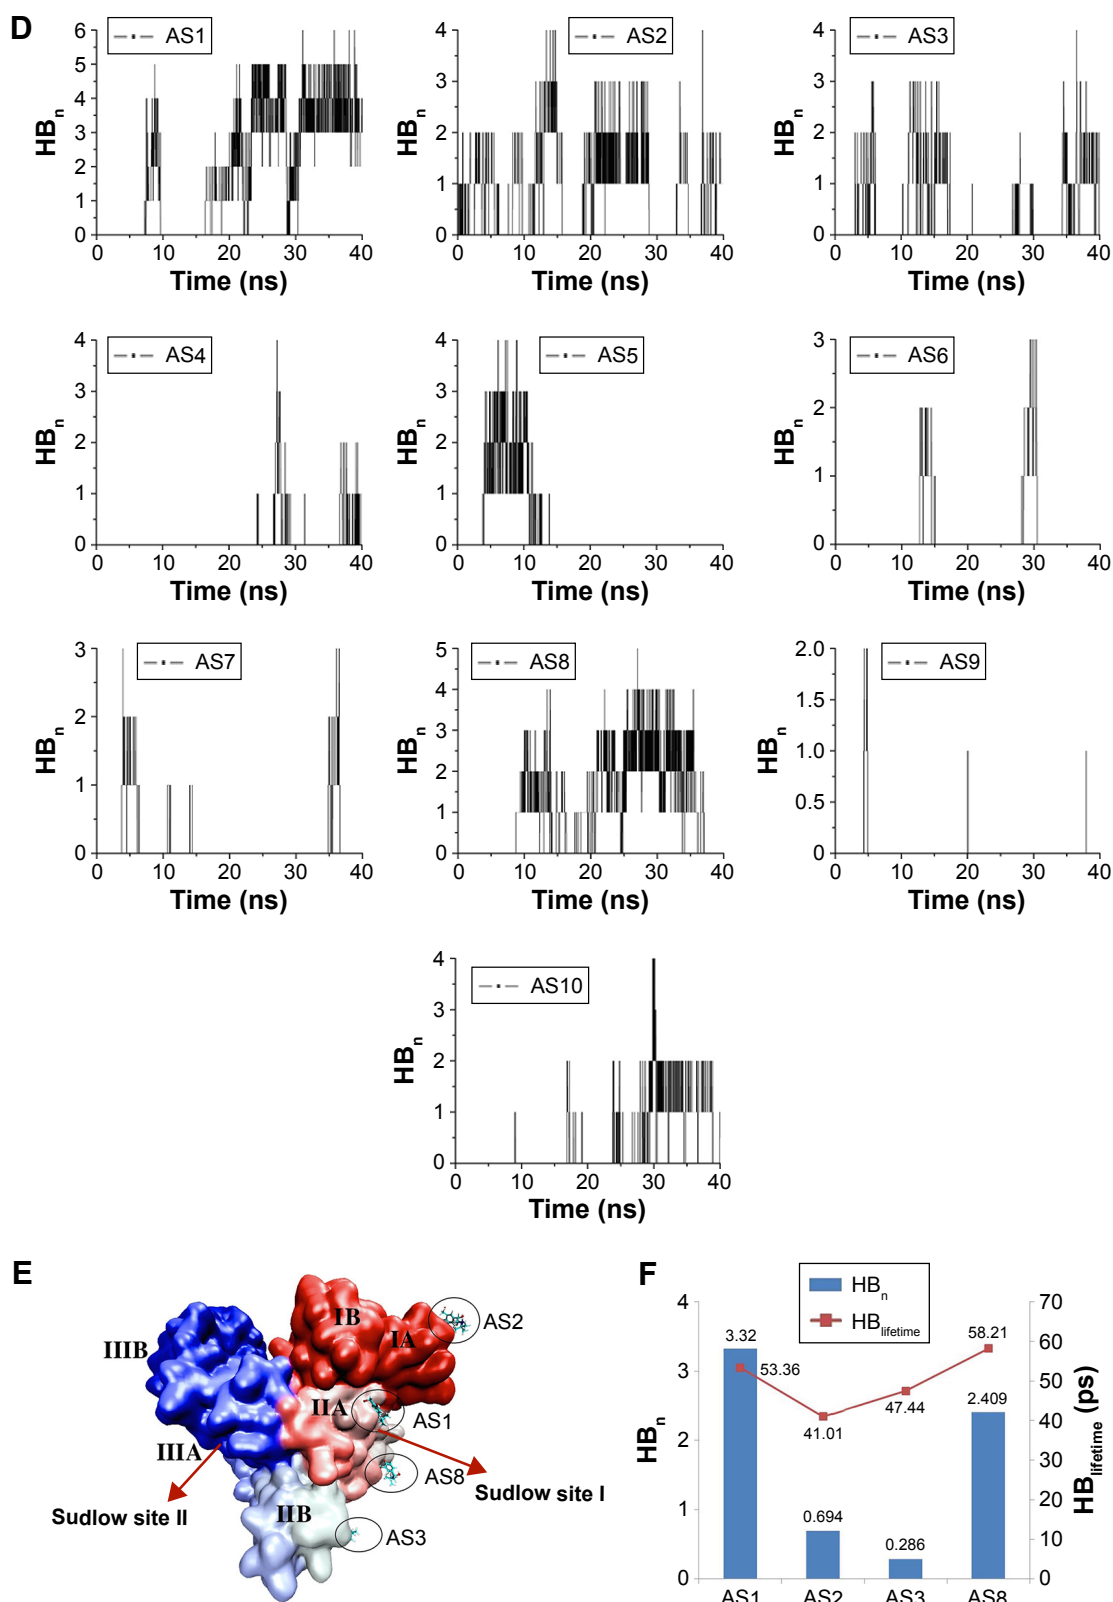 D
AS1
HBn
6
5
4
3
2
1
0
0 10 20 30 40
Time (ns)
AS2
HBn
4
3
2
1
0
0 10 20 30 40
Time (ns)
AS3
HBn
4
3
2
1
0
0 10 20 30 40
Time (ns)
AS4
HBn
4
3
2
1
0
0 10 20 30 40
Time (ns)
AS5
HBn
4
3
2
1
0
0 10 20 30 40
Time (ns)
AS6
HBn
3
2
1
0
0 10 20 30 40
Time (ns)
AS7
HBn
3
2
1
0
0 10 20 30 40
Time (ns)
AS8
HBn
5
4
3
2
1
0
0 10 20 30 40
Time (ns)
AS9
HBn
2.0
1.5
1.0
0.5
0
0 10 20 30 40
Time (ns)
AS10
HBn
4
3
2
1
0
0 10 20 30 40
Time (ns)
E
IB
IA
AS2
IIIB
IIA
AS1
IIIA
AS8
Sudlow site I
Sudlow site II
IIB
AS3
F
HBn
HBlifetime
HBn
4
3
2
1
0
3.32
53.36
41.01
0.694
47.44
0.286
58.21
2.409
70
60
50
40
30
20
10
0
HBlifetime (ps)
AS1 AS2 AS3 AS8